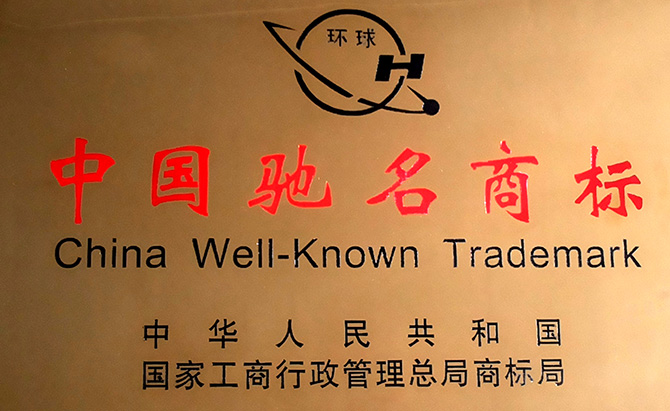 环球
H
中国驰名商标
China Well-Known Trademark
中华人民共和国
国家工商行政管理总局商标局